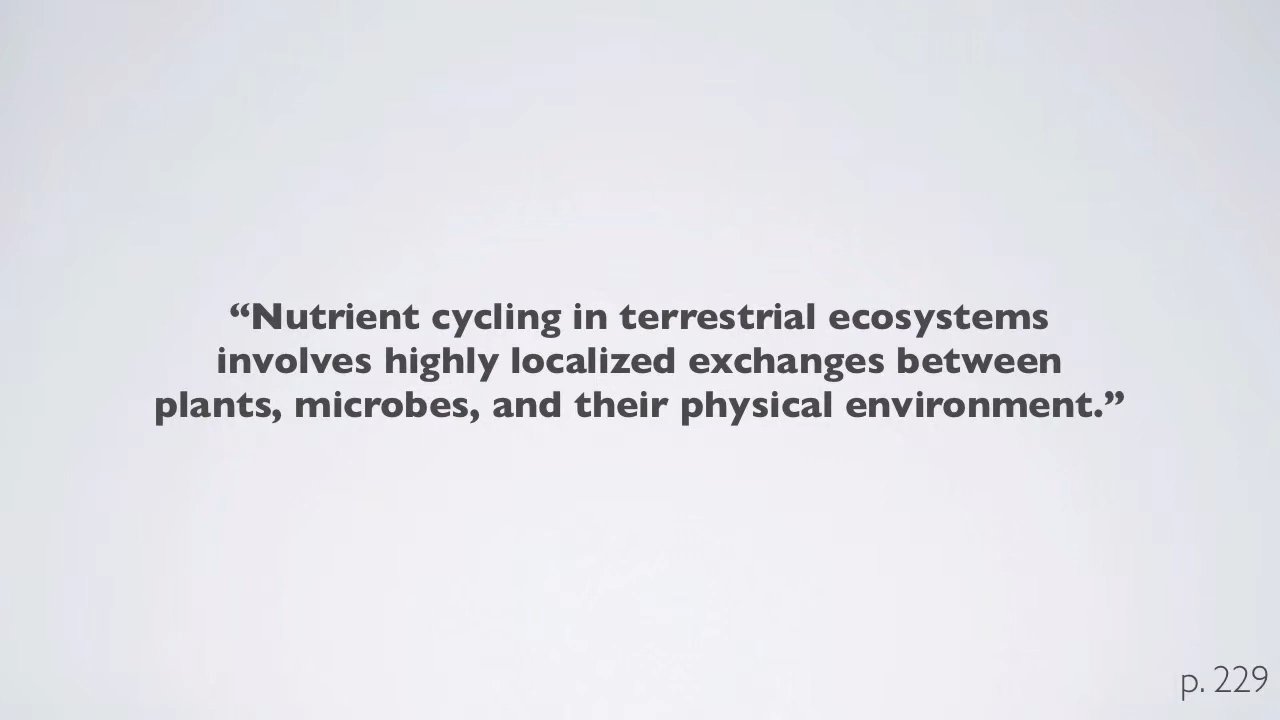 “Nutrient cycling in terrestrial ecosystems
involves highly localized exchanges between
plants, microbes, and their physical environment.”
p. 229